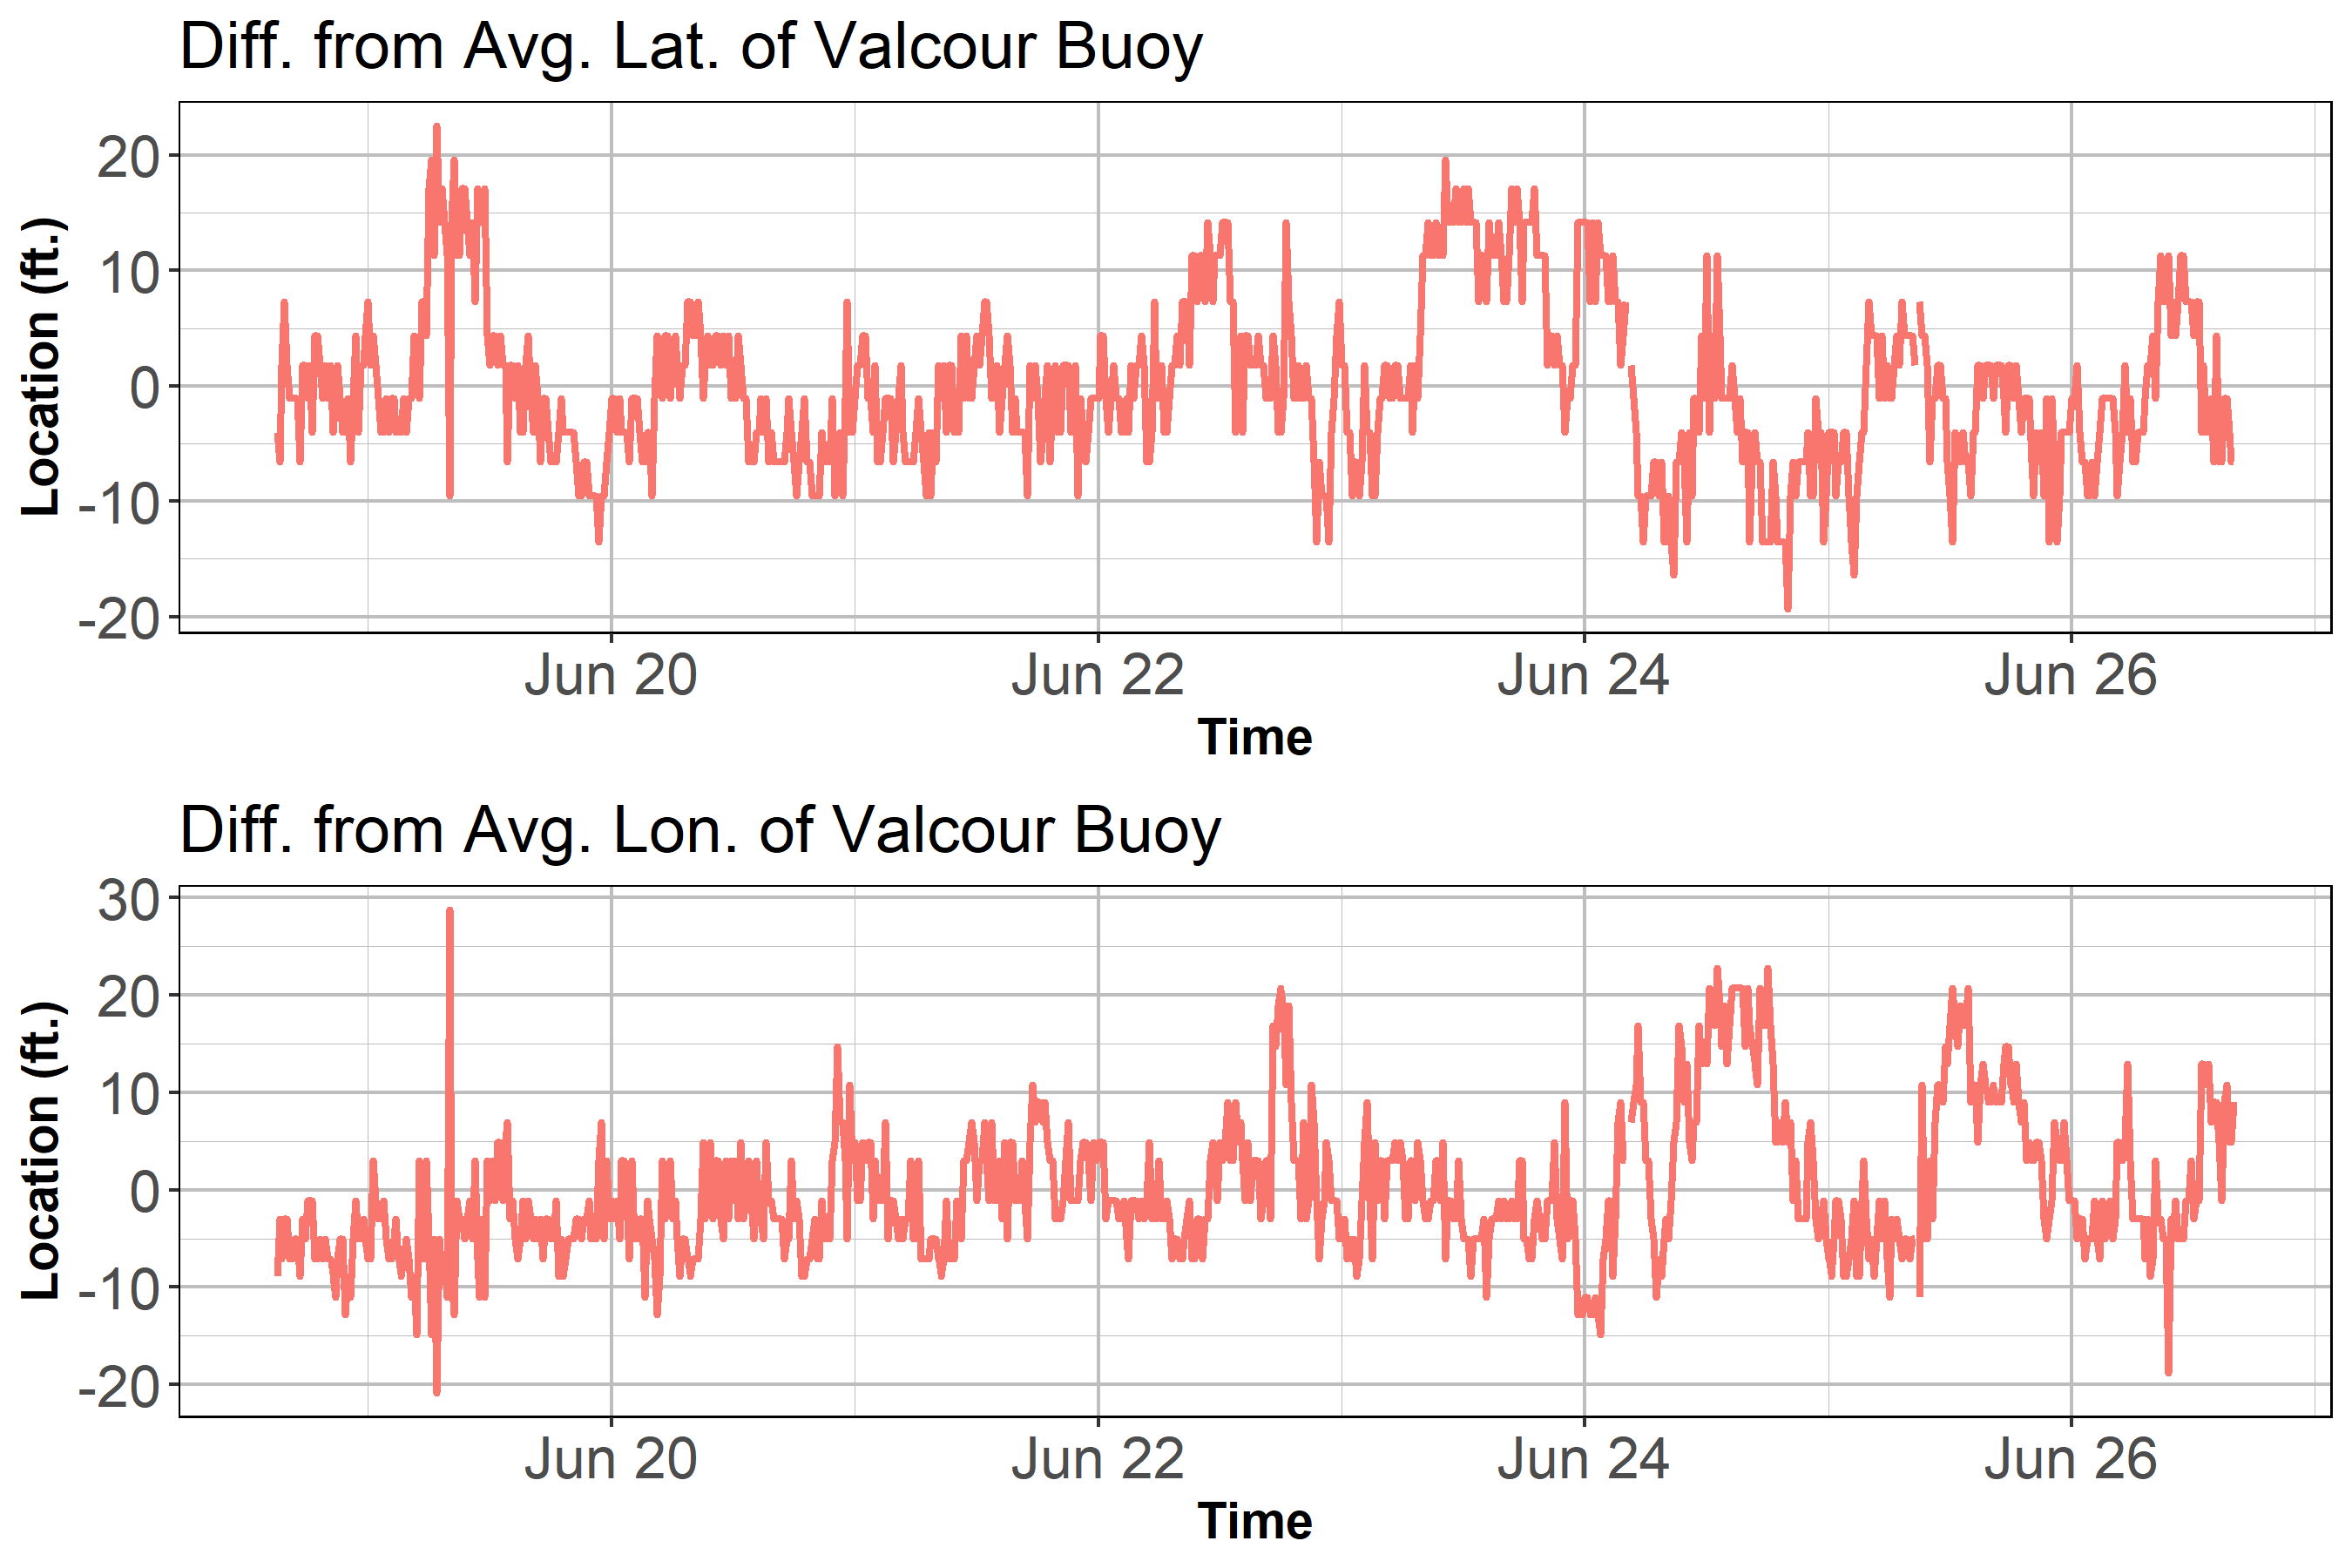 Diff. from Avg. Lat. of Valcour Buoy
Location (ft.)
20
10
0
-10
-20
Jun 20
Jun 22
Jun 24
Jun 26
Time
Diff. from Avg. Lon. of Valcour Buoy
Location (ft.)
30
20
10
0
-10
-20
Jun 20
Jun 22
Jun 24
Jun 26
Time